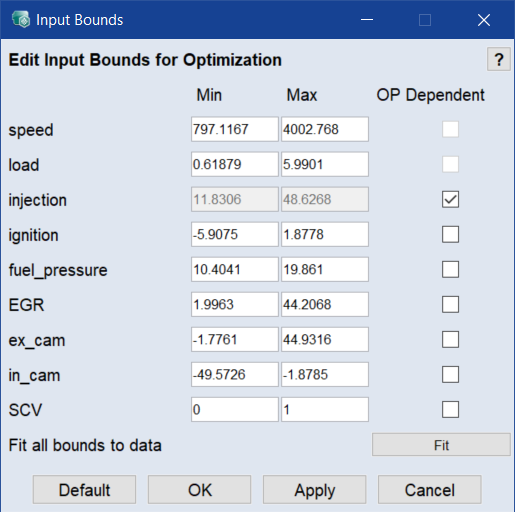 Input Bounds
Edit Input Bounds for Optimization ?
Min Max OP Dependent
speed 797.1167 4002.768
load 0.61879 5.9901
injection 11.8306 48.6268
ignition -5.9075 1.8778
fuel_pressure 10.4041 19.861
EGR 1.9963 44.2068
ex_cam -1.7761 44.9316
in_cam -49.5726 -1.8785
SCV 0 1
Fit all bounds to data Fit
Default OK Apply Cancel